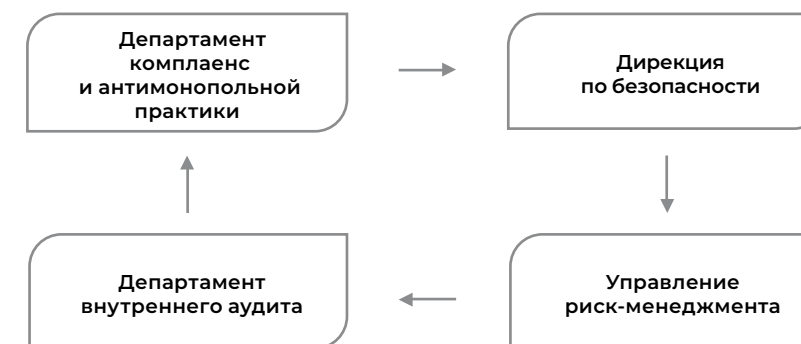 Департамент
комплаенс
и антимонопольной
практики
Дирекция
по безопасности
Департамент
внутреннего аудита
Управление
риск-менеджмента